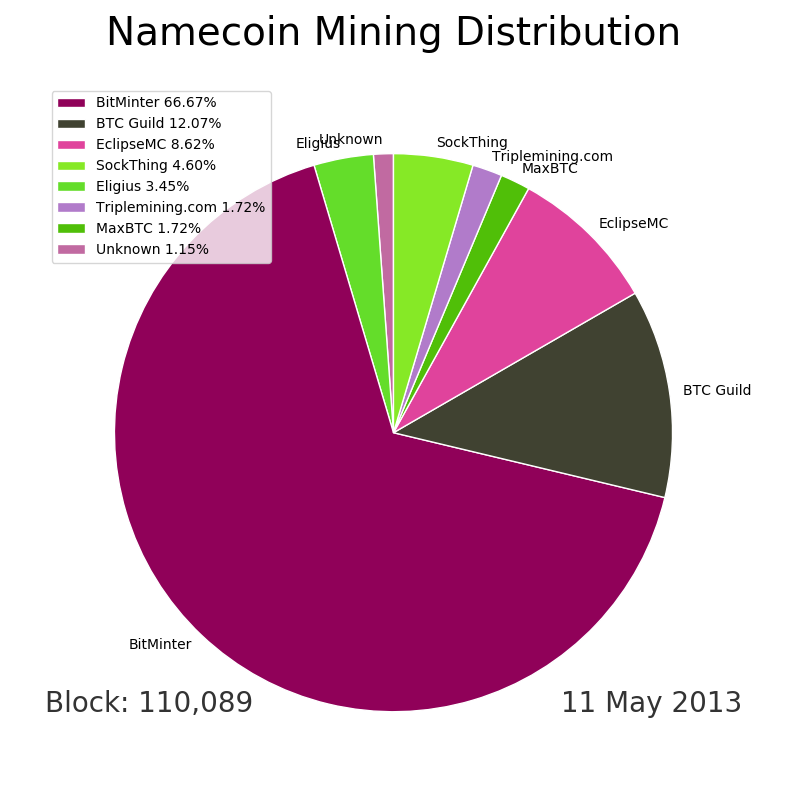 Namecoin Mining Distribution
BitMinter 66.67%
BTC Guild 12.07%
EclipseMC 8.62%
SockThing 4.60%
Eligius 3.45%
Triplemining.com 1.72%
MaxBTC 1.72%
Unknown 1.15%
Eligius
Unknown
SockThing
Triplemining.com
MaxBTC
EclipseMC
BTC Guild
BitMinter
Block: 110,089
11 May 2013